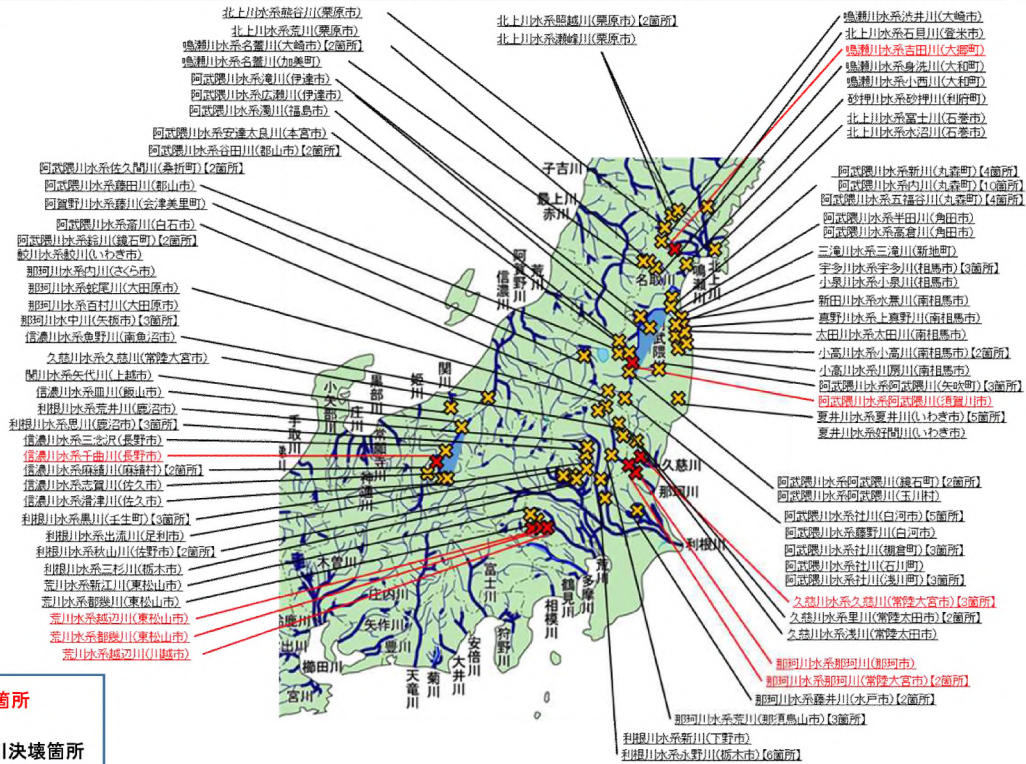 北上川水系熊谷川(栗原市)
北上川水系荒川(栗原市)
鳴瀬川水系名蓋川(大崎市)【2箇所】
鳴瀬川水系名蓋川(加美町)
阿武隈川水系滝川(伊達市)
阿武隈川水系広瀬川(伊達市)
阿武隈川水系濁川(福島市)
阿武隈川水系安達太良川(本宮市)
阿武隈川水系谷田川(郡山市)【2箇所】
阿武隈川水系佐久間川(桑折町)【2箇所】
阿武隈川水系藤田川(郡山市)
阿賀野川水系藤川(会津美里町)
阿武隈川水系斎川(白石市)
阿武隈川水系鈴川(鏡石町)【2箇所】
鮫川水系鮫川(いわき市)
那珂川水系内川(さくら市)
那珂川水系蛇尾川(大田原市)
那珂川水系百村川(大田原市)
那珂川水系中川(矢板市)【3箇所】
信濃川水系魚野川(南魚沼市)
久慈川水系久慈川(常陸大宮市)
関川水系矢代川(上越市)
信濃川水系皿川(飯山市)
利根川水系荒井川(鹿沼市)
利根川水系思川(鹿沼市)【3箇所】
信濃川水系三念沢(長野市)
信濃川水系千曲川(長野市)
信濃川水系麻績川(麻績村)【2箇所】
信濃川水系志賀川(佐久市)
信濃川水系滑津川(佐久市)
利根川水系黒川(壬生町)【3箇所】
利根川水系出流川(足利市)
利根川水系秋山川(佐野市)【2箇所】
利根川水系三杉川(栃木市)
荒川水系新江川(東松山市)
荒川水系都幾川(東松山市)
荒川水系越辺川(東松山市)
荒川水系都幾川(東松山市)
荒川水系越辺川(川越市)
北上川水系照越川(栗原市)【2箇所】
北上川水系瀬峰川(栗原市)
鳴瀬川水系渋井川(大崎市)
北上川水系石貝川(登米市)
鳴瀬川水系吉田川(大郷町)
鳴瀬川水系身洗川(大和町)
鳴瀬川水系小西川(大和町)
砂押川水系砂押川(利府町)
北上川水系富士川(石巻市)
北上川水系水沼川(石巻市)
阿武隈川水系新川(丸森町)【4箇所】
阿武隈川水系内川(丸森町)【10箇所】
阿武隈川水系五福谷川(丸森町)【4箇所】
阿武隈川水系半田川(角田市)
阿武隈川水系高倉川(角田市)
三滝川水系三滝川(新地町)
宇多川水系宇多川(相馬市)【3箇所】
小泉川水系小泉川(相馬市)
新田川水系水無川(南相馬市)
真野川水系上真野川(南相馬市)
太田川水系太田川(南相馬市)
小高川水系小高川(南相馬市)【2箇所】
小高川水系川房川(南相馬市)
阿武隈川水系阿武隈川(矢吹町)【3箇所】
阿武隈川水系阿武隈川(須賀川市)
夏井川水系夏井川(いわき市)【5箇所】
夏井川水系好間川(いわき市)
阿武隈川水系阿武隈川(鏡石町)【2箇所】
阿武隈川水系阿武隈川(玉川村)
阿武隈川水系社川(白河市)【5箇所】
阿武隈川水系藤野川(白河市)
阿武隈川水系社川(棚倉町)【3箇所】
阿武隈川水系社川(石川町)
阿武隈川水系社川(浅川町)【3箇所】
久慈川水系久慈川(常陸大宮市)【3箇所】
久慈川水系里川(常陸太田市)【2箇所】
久慈川水系浅川(常陸太田市)
那珂川水系那珂川(那珂市)
那珂川水系那珂川(常陸大宮市)【2箇所】
那珂川水系藤井川(水戸市)【2箇所】
那珂川水系荒川(那須烏山市)【3箇所】
利根川水系新川(下野市)
利根川水系永野川(栃木市)【6箇所】
子吉川
最上川
赤川
荒川
阿賀野川
信濃川
名取川
鳴瀬川
北上川
武隈
関川
姫川
黒部川
常願寺川
神通川
庄川
小矢部川
手取川
久慈川
那珂川
利根川
荒川
多摩川
鶴見川
相模川
富士川
狩野川
安倍川
大井川
菊川
天竜川
豊川
矢作川
庄内川
木曽川
鈴鹿川
出川
櫛田川
宮川
箇所
川決壊箇所